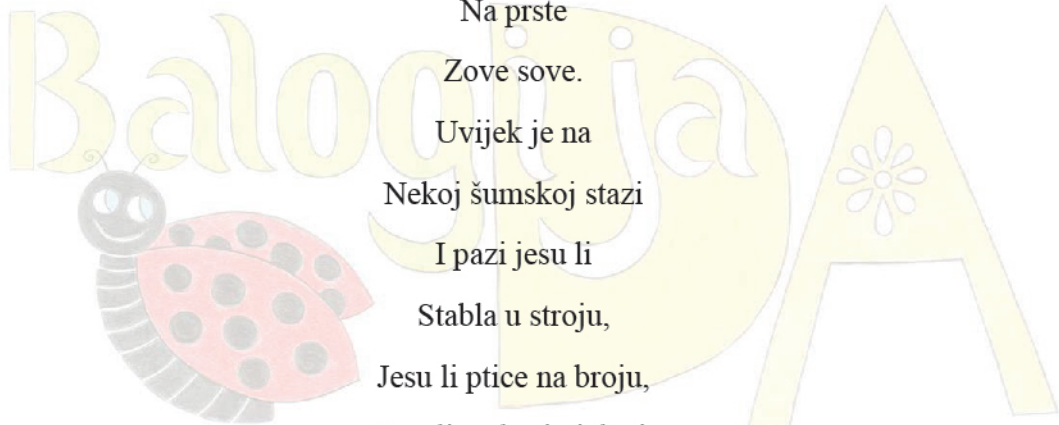 Na prste
Zove sove.
Uvijek je na
Nekoj šumskoj stazi
I pazi jesu li
Stabla u stroju,
Jesu li ptice na broju,
Balogija
DA